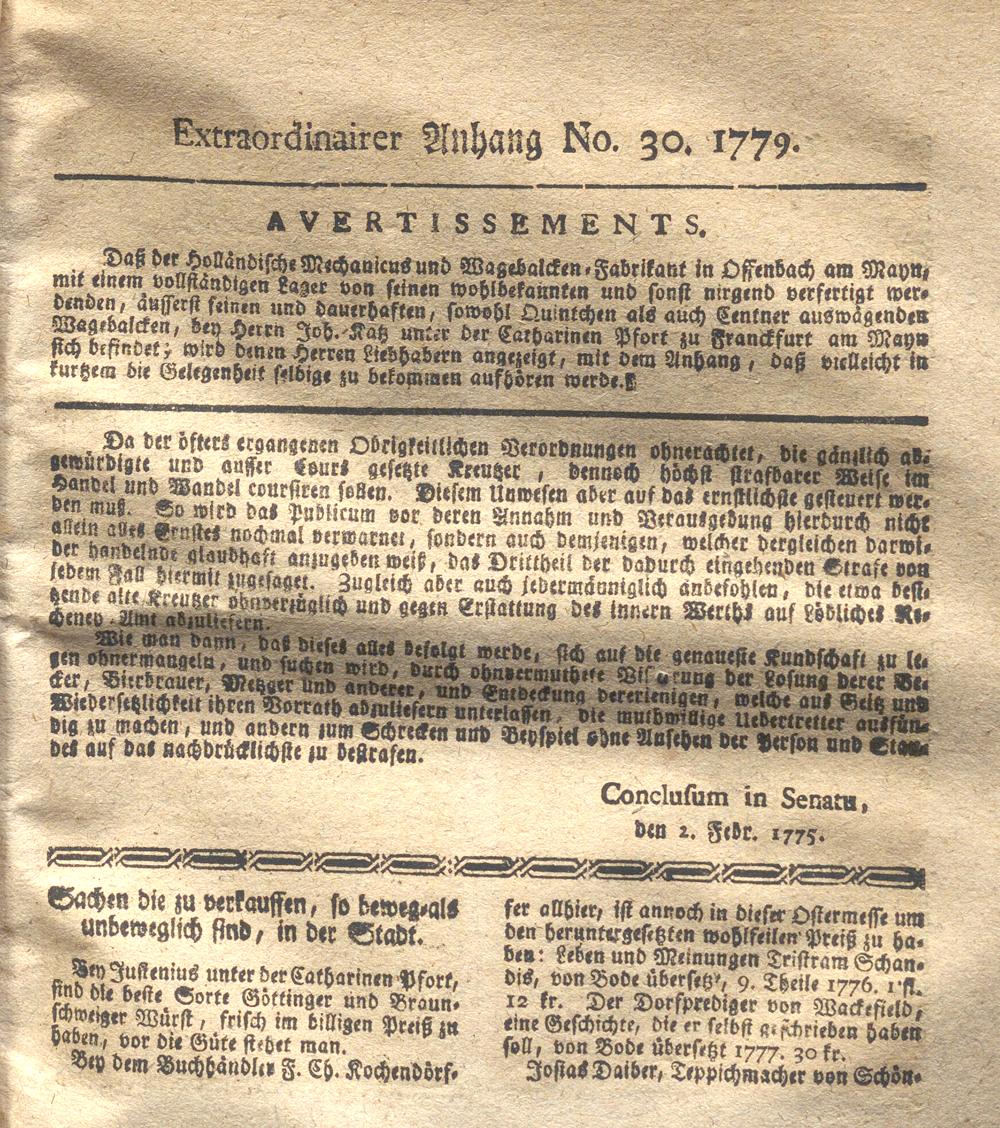 Extraordinairer Anhang No. 30. 1779.
AVERTISSEMENTS.
Daß der Holländische Mechanicus und Wagebalcken-Fabrikant in Offenbach am Mayn,
mit einem vollständigen Lager von seinen wohlbekannten und sonst nirgend verfertigt wer-
denden, äusserst feinen und dauerhaften, sowohl Quintchen als auch Centner auswägenden
Wagebalcken, bey Herrn Joh. Katz unter der Catharinen Pfort zu Franckfurt am Mayn
sich befindet; wird denen Herren Liebhabern angezeigt, mit dem Anhang, daß vielleicht in
kurtzem die Gelegenheit selbige zu bekommen aufhören werde.
Da der öfters ergangenen Obrigkeitlichen Verordnungen ohnerachtet, die gänzlich ab-
gewürdigte und ausser Cours gesetzte Kreutzer, dennoch höchst strafbarer Weise im
Handel und Wandel coursiren sollen. Diesem Unwesen aber auf das ernstlichste gesteuert wer-
den muß. So wird das Publicum vor deren Annahm und Verausgebung hierdurch nicht
allein alles Ernstes nochmal verwarnet, sondern auch demjenigen, welcher dergleichen darwi-
der handelnde glaubhaft anzugeben weiß, das Drittheil der dadurch eingehenden Strafe von
jedem Fall hiermit zugesaget. Zugleich aber auch jedermänniglich anbefohlen, die etwa besi-
tzende alte Kreutzer ohnverzüglich und gegen Erstattung des innern Werths auf Löbliches Re-
cheney-Amt abzuliefern.
Wie man dann, daß dieses alles befolgt werde, sich auf die genaueste Kundschaft zu le-
gen ohnermangeln, und suchen wird, durch ohnvermuthete Visitirung der Losung derer Be-
cker, Bierbrauer, Metzger und anderer, und Entdeckung dererjenigen, welche aus Geitz und
Wiedersetzlichkeit ihren Vorrath abzuliefern unterlassen, die muthwillige Uebertretter ausfün-
dig zu machen, und andern zum Schrecken und Beyspiel ohne Ansehen der Person und Stan-
des auf das nachdrücklichste zu bestrafen.
Conclusum in Senatu,
den 2. Febr. 1775.
Sachen die zu verkauffen, so beweg-als
unbeweglich sind, in der Stadt.
Bey Justenius unter der Catharinen Pfort,
sind die beste Sorte Göttinger und Braun-
schweiger Würst, frisch im billigen Preiß zu
haben, vor die Güte stehet man.
Bey dem Buchhändler F. Ch. Kochendörf-
fer allhier, ist annoch in dieser Ostermesse um
den heruntergesetzten wohlfeilen Preiß zu ha-
ben: Leben und Meinungen Tristram Schan-
dis, von Bode übersetzt, 9. Theile 1776. 1 fl.
12 kr. Der Dorfprediger von Wackefield,
eine Geschichte, die er selbst geschrieben haben
soll, von Bode übersetzt 1777. 30 kr.
Josias Daiber, Teppichmacher von Schön-